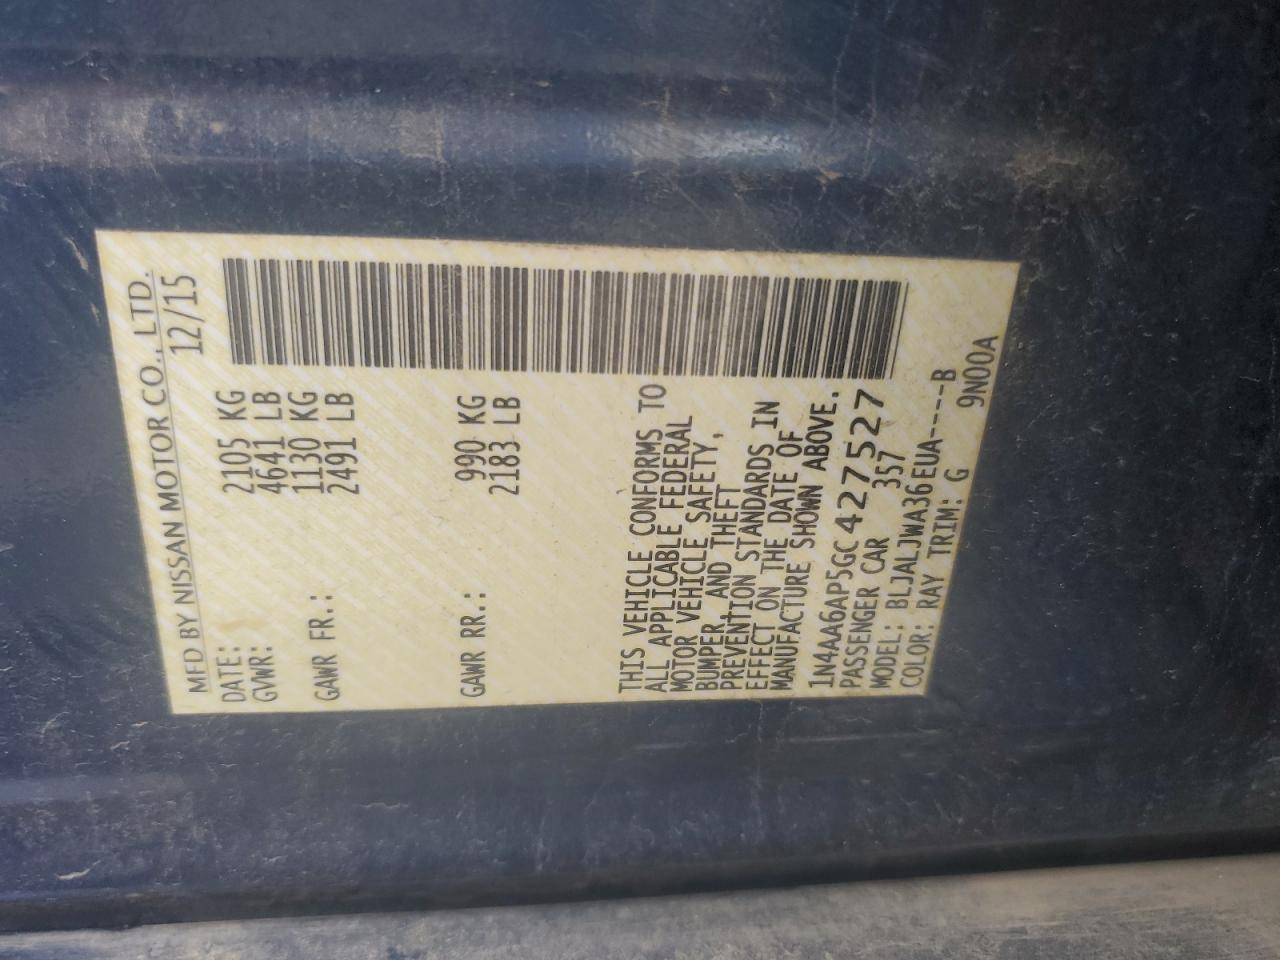 MFD BY NISSAN MOTOR CO., LTD.
DATE: 12/15
GVWR: 2105 KG
4641 LB
GAWR FR.: 1130 KG
2491 LB
GAWR RR.: 990 KG
2183 LB
THIS VEHICLE CONFORMS TO
ALL APPLICABLE FEDERAL
MOTOR VEHICLE SAFETY,
BUMPER, AND THEFT
PREVENTION STANDARDS IN
EFFECT ON THE DATE OF
MANUFACTURE SHOWN ABOVE.
1N4AA6AP5GC427527
PASSENGER CAR 357
MODEL: BLJALJWA36EUA-----B
COLOR: RAY TRIM: G 9N00A